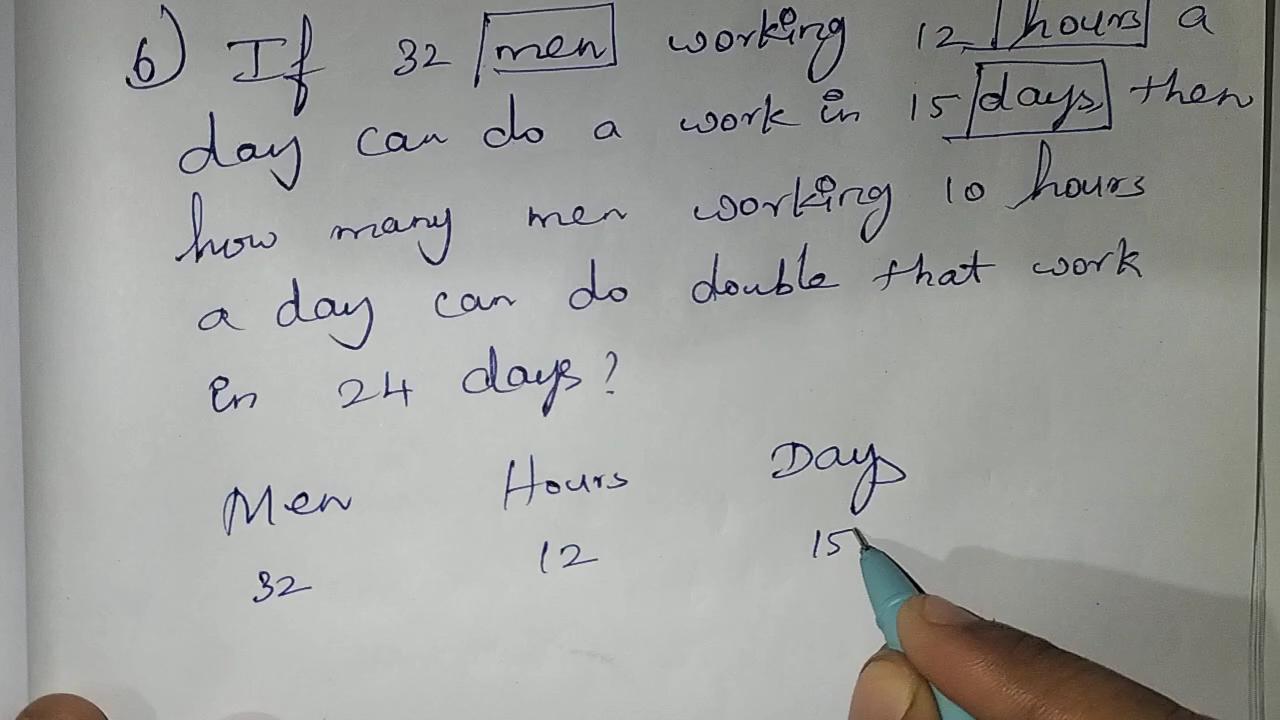 6) If 32 men working 12 hours a
day can do a work in 15 days then
how many men working 10 hours
a day can do double that work
in 24 days?
Men Hours Days
32 12 15